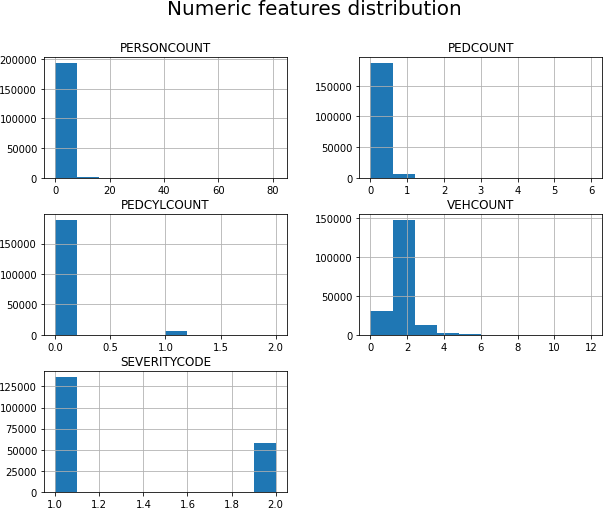 Numeric features distribution
PERSONCOUNT
200000
150000
100000
50000
0
0 20 40 60 80
PEDCOUNT
150000
100000
50000
0
0 1 2 3 4 5 6
PEDCYLCOUNT
150000
100000
50000
0
0.0 0.5 1.0 1.5 2.0
VEHCOUNT
150000
100000
50000
0
0 2 4 6 8 10 12
SEVERITYCODE
125000
100000
75000
50000
25000
0
1.0 1.2 1.4 1.6 1.8 2.0